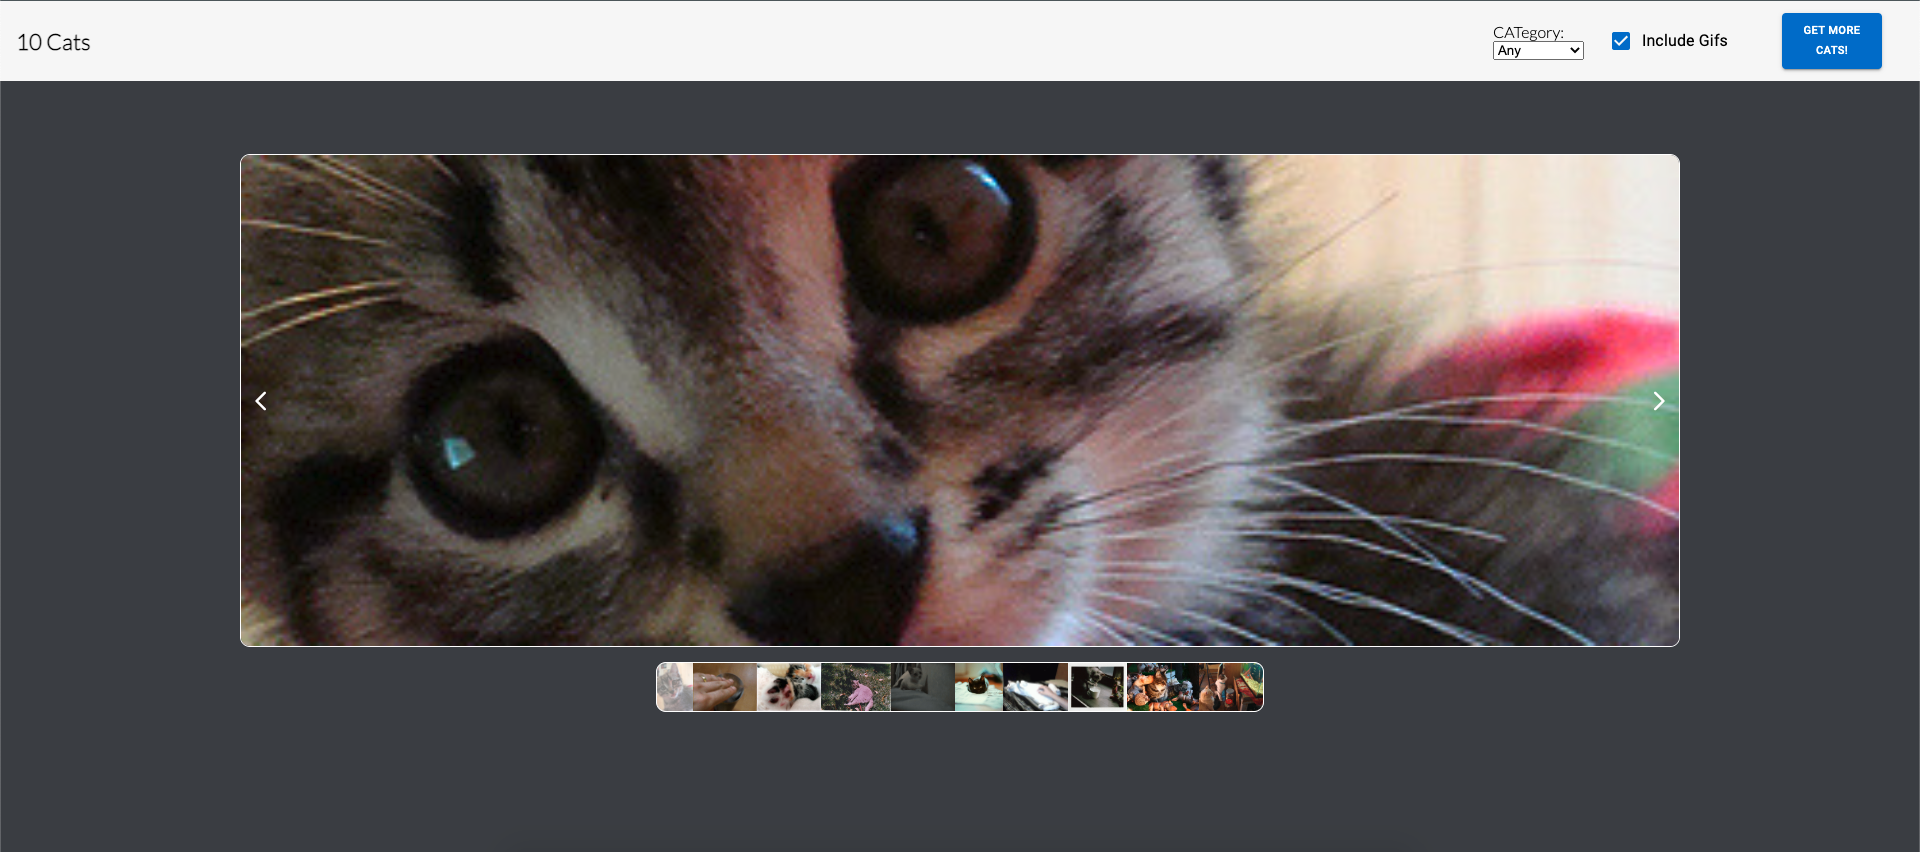 10 Cats
CATegory:
Any
Include Gifs
GET MORE
CATS!